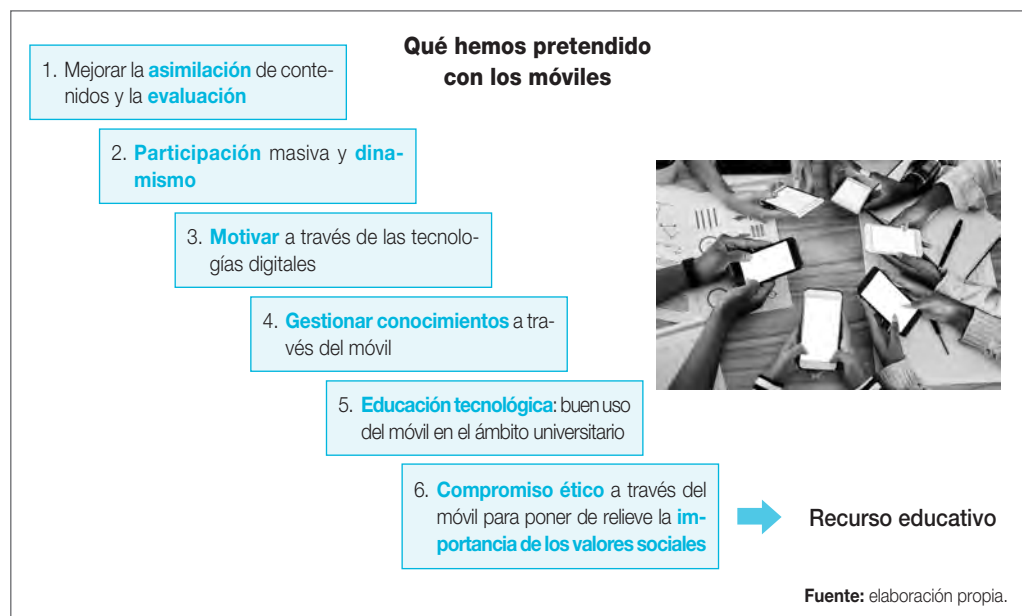 Qué hemos pretendido
con los móviles
1. Mejorar la asimilación de conte-
nidos y la evaluación
2. Participación masiva y dina-
mismo
3. Motivar a través de las tecnolo-
gías digitales
4. Gestionar conocimientos a tra-
vés del móvil
5. Educación tecnológica: buen uso
del móvil en el ámbito universitario
6. Compromiso ético a través del
móvil para poner de relieve la im-
portancia de los valores sociales
Recurso educativo
Fuente: elaboración propia.